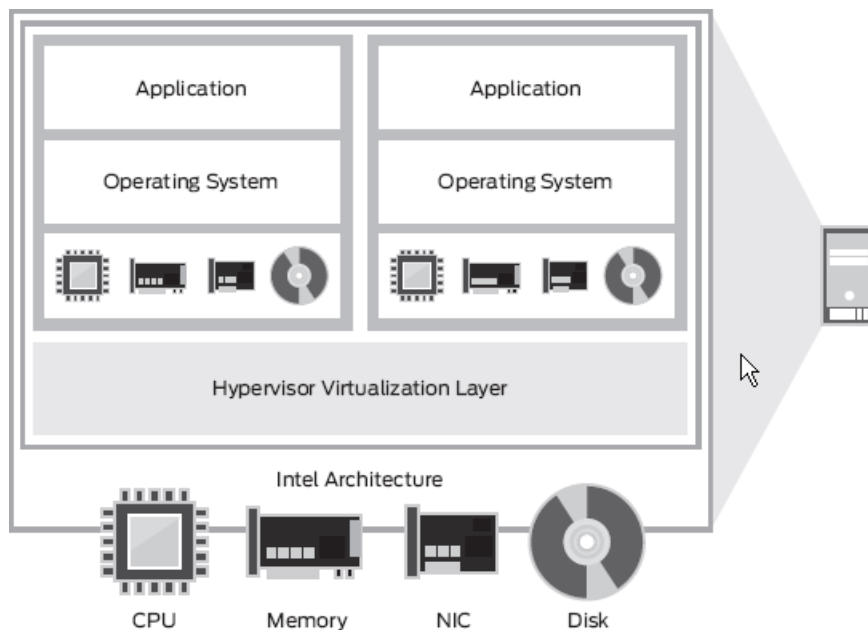 Application
Application
Operating System
Operating System
Hypervisor Virtualization Layer
Intel Architecture
CPU
Memory
NIC
Disk